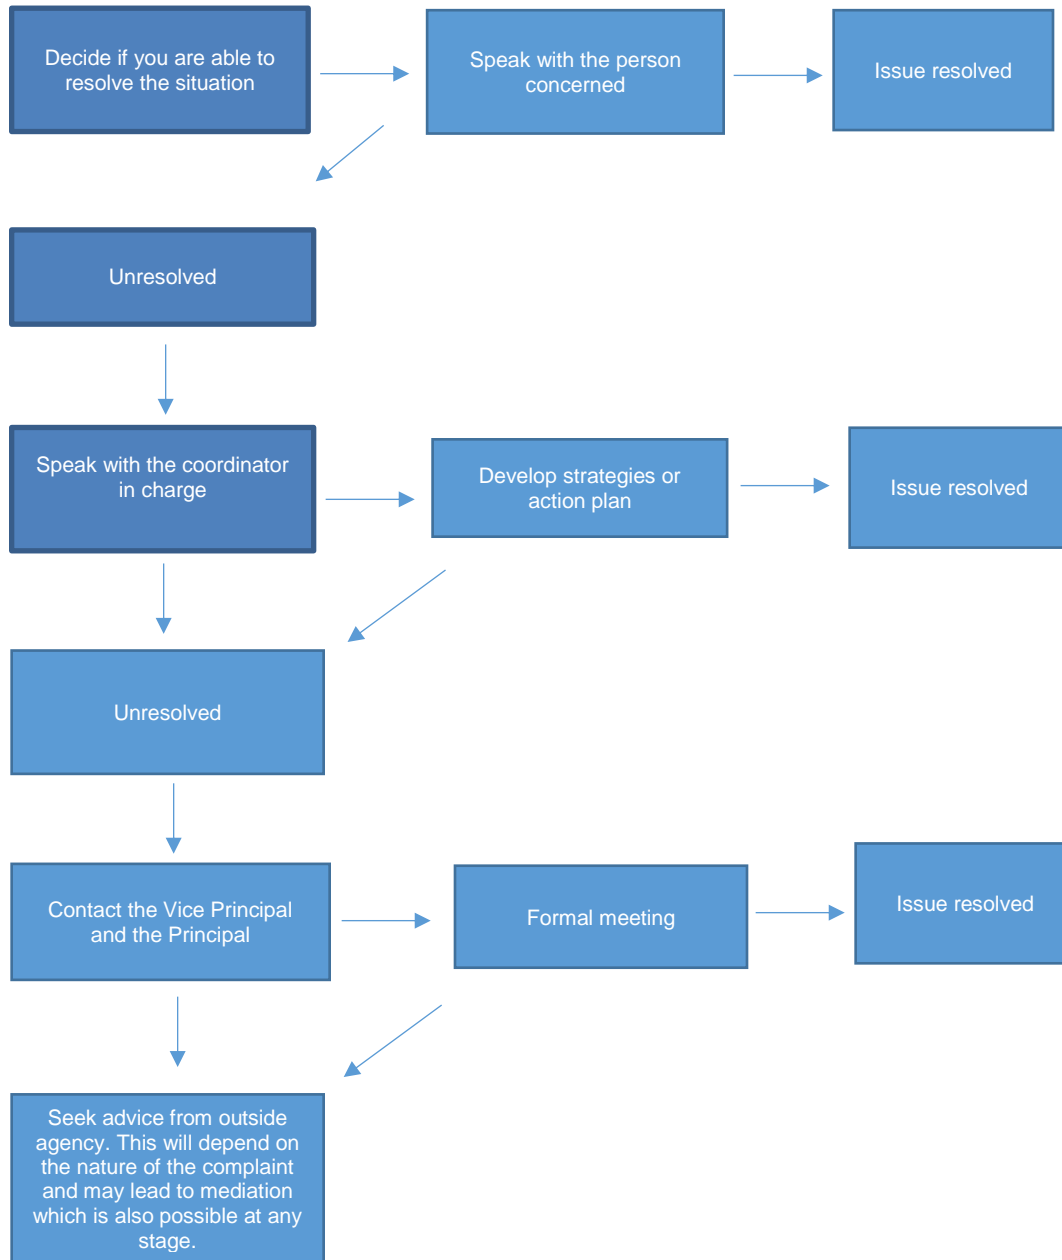 Decide if you are able to
resolve the situation
Speak with the person
concerned
Issue resolved
Unresolved
Speak with the coordinator
in charge
Develop strategies or
action plan
Issue resolved
Unresolved
Contact the Vice Principal
and the Principal
Formal meeting
Issue resolved
Seek advice from outside
agency. This will depend on
the nature of the complaint
and may lead to mediation
which is also possible at any
stage.